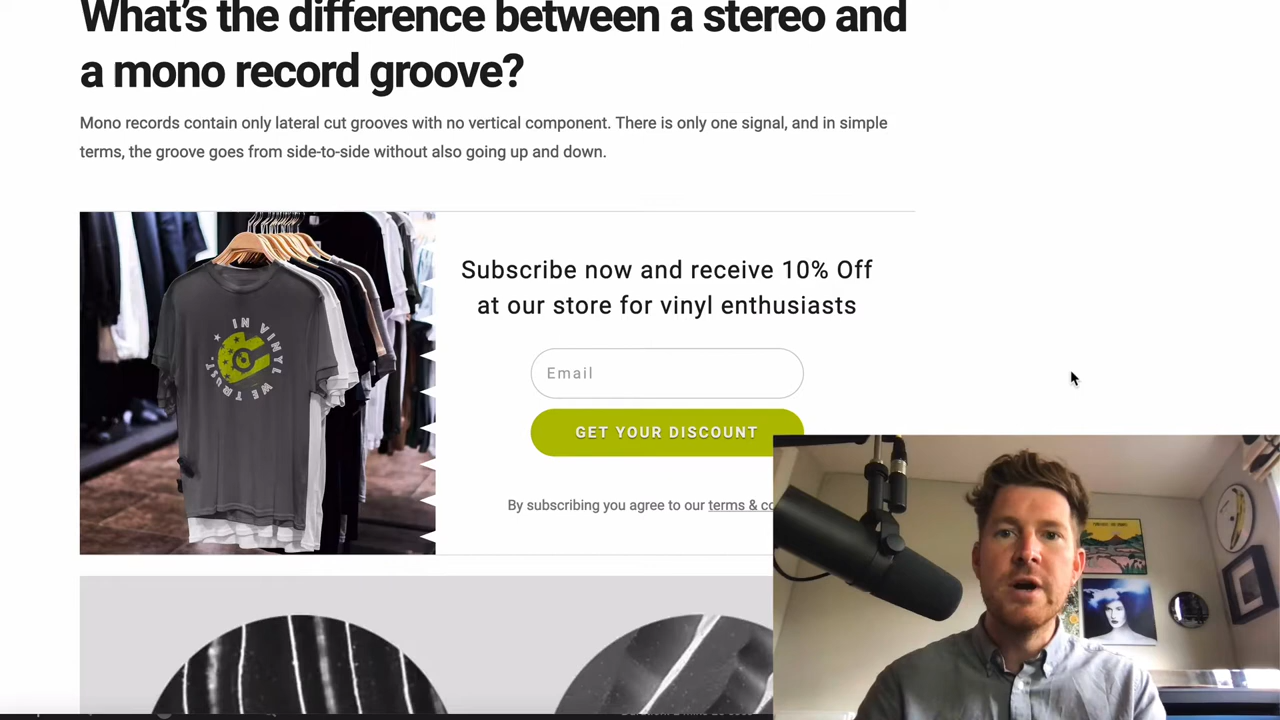 What's the difference between a stereo and
a mono record groove?
Mono records contain only lateral cut grooves with no vertical component. There is only one signal, and in simple
terms, the groove goes from side-to-side without also going up and down.
IN VINYL WE TRUST.
Subscribe now and receive 10% Off
at our store for vinyl enthusiasts
Email
GET YOUR DISCOUNT
By subscribing you agree to our terms & co